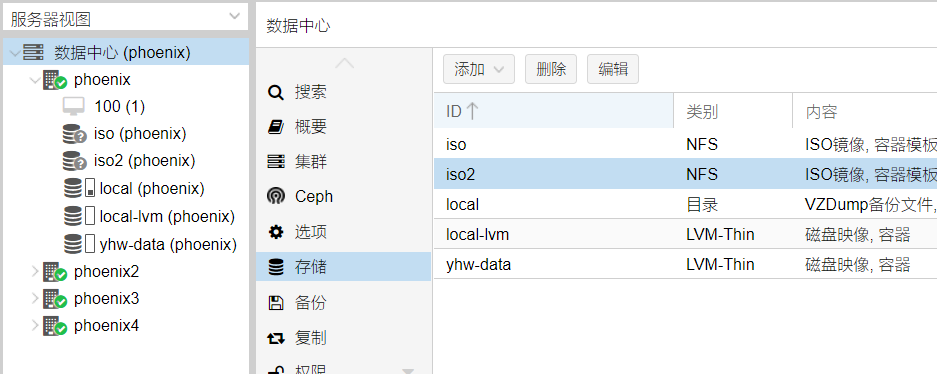 服务器视图
数据中心 (phoenix)
phoenix
100 (1)
iso (phoenix)
iso2 (phoenix)
local (phoenix)
local-lvm (phoenix)
yhw-data (phoenix)
phoenix2
phoenix3
phoenix4
数据中心
搜索
概要
集群
Ceph
选项
存储
备份
复制
权限
添加 删除 编辑
ID 类别 内容
iso NFS ISO镜像, 容器模板
iso2 NFS ISO镜像, 容器模板
local 目录 VZDump备份文件,
local-lvm LVM-Thin 磁盘映像, 容器
yhw-data LVM-Thin 磁盘映像, 容器